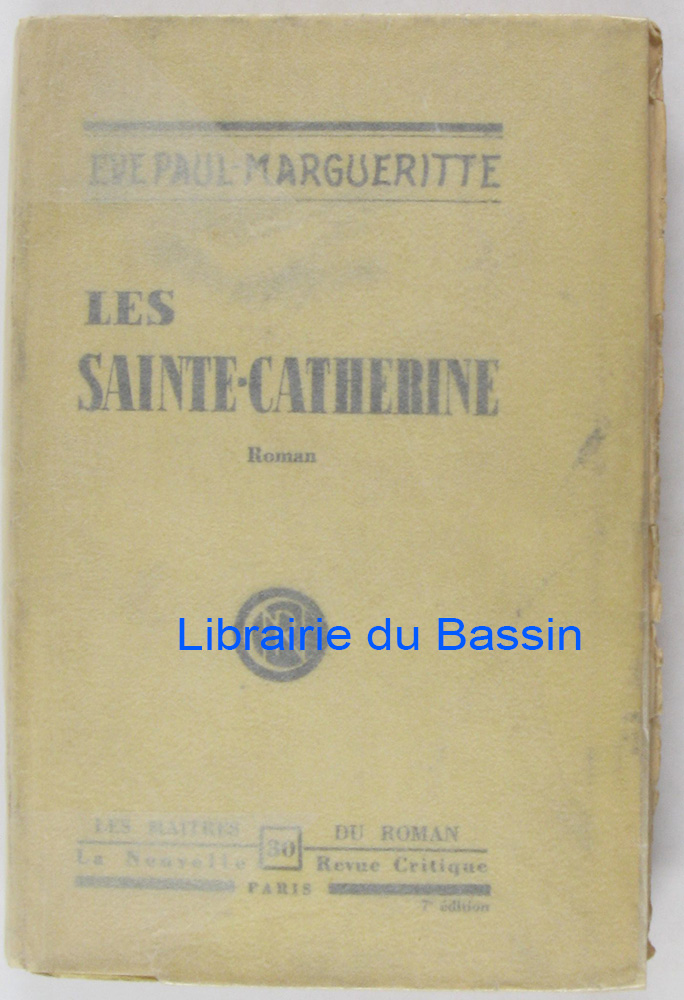 EVE PAUL-MARGUERITTE
LES
SAINTE-CATHERINE
Roman
Librairie du Bassin
LES MAITRES 30 DU ROMAN
La Nouvelle Revue Critique
PARIS
7e édition